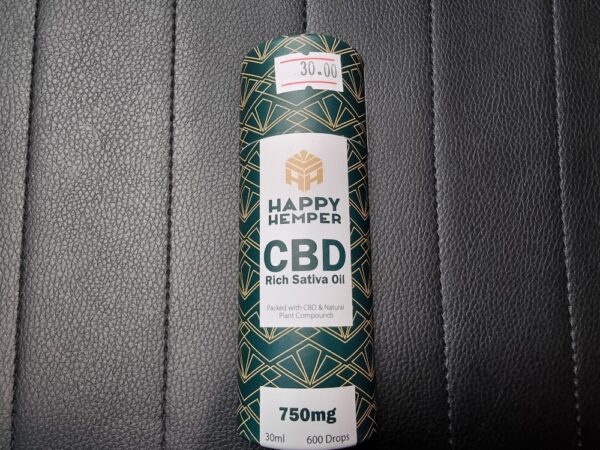 30.00
HAPPY
HEMPER
CBD
Rich Sativa Oil
Packed with CBD & Natural
Plant Compounds
750mg
30ml 600 Drops